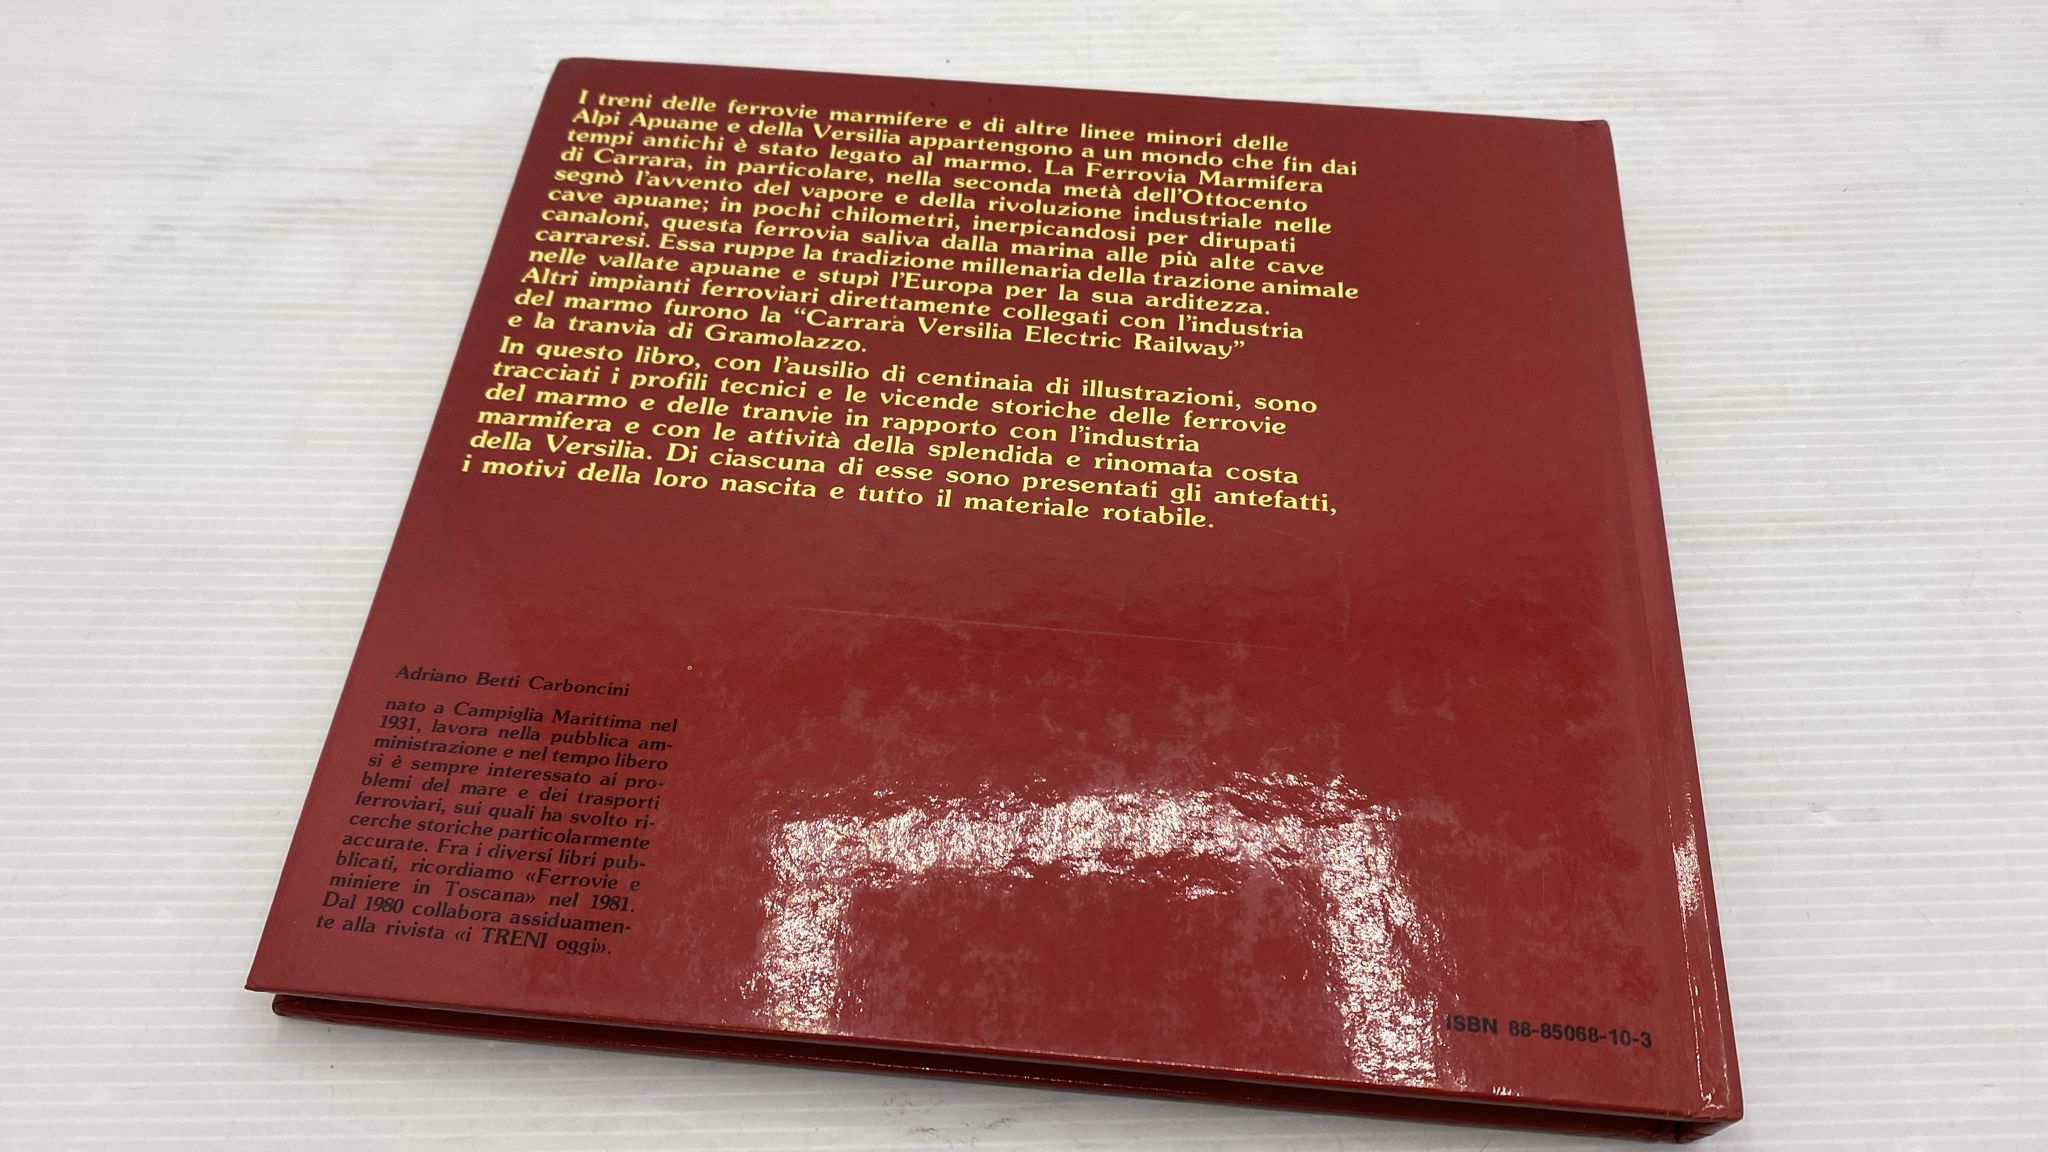 I treni delle ferrovie marmifere e di altre linee minori delle
Alpi Apuane e della Versilia appartengono a un mondo che fin dai
tempi antichi è stato legato al marmo. La Ferrovia Marmifera
di Carrara, in particolare, nella seconda metà dell'Ottocento
segnò l'avvento del vapore e della rivoluzione industriale nelle
cave apuane; in pochi chilometri, inerpicandosi per dirupati
canaloni, questa ferrovia saliva dalla marina alle più alte cave
carraresi. Essa ruppe la tradizione millenaria della trazione animale
nelle vallate apuane e stupì l'Europa per la sua arditezza.
Altri impianti ferroviari direttamente collegati con l'industria
del marmo furono la “Carrara Versilia Electric Railway”
e la tranvia di Gramolazzo.
In questo libro, con l'ausilio di centinaia di illustrazioni, sono
tracciati i profili tecnici e le vicende storiche delle ferrovie
del marmo e delle tranvie in rapporto con l'industria
marmifera e con le attività della splendida e rinomata costa
della Versilia. Di ciascuna di esse sono presentati gli antefatti,
i motivi della loro nascita e tutto il materiale rotabile.
Adriano Betti Carboncini
nato a Campiglia Marittima nel
1931, lavora nella pubblica am-
ministrazione e nel tempo libero
si è sempre interessato ai pro-
blemi del mare e dei trasporti
ferroviari, sui quali ha svolto ri-
cerche storiche particolarmente
accurate. Fra i diversi libri pub-
blicati, ricordiamo «Ferrovie e
miniere in Toscana» nel 1981.
Dal 1980 collabora assiduamen-
te alla rivista «i TRENI oggi».
ISBN 88-85068-10-3